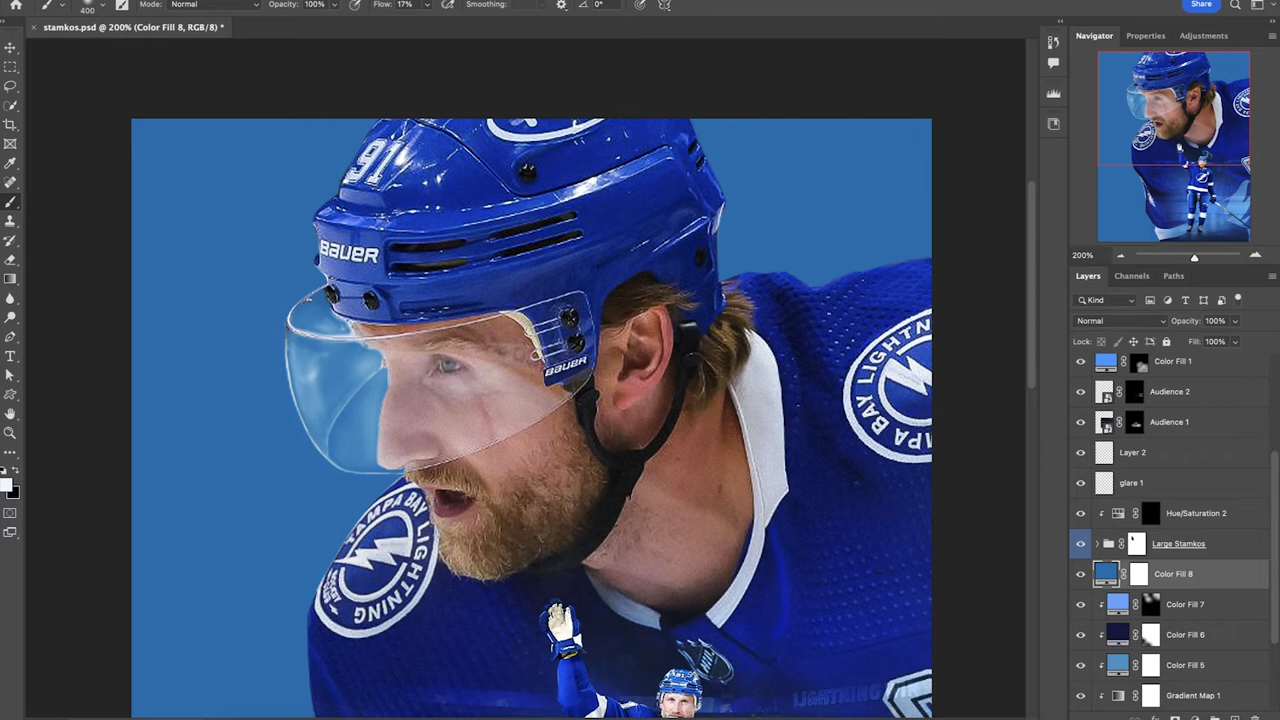 400
Mode:
Normal
Opacity: 100%
Flow: 17%
Smoothing:
0°
Share
× stamkos.psd @ 200% (Color Fill 8, RGB/8) *
Navigator
Properties
Adjustments
200%
Layers
Channels
Paths
Kind
Normal
Opacity: 100%
Lock:
Fill: 100%
Color Fill 1
Audience 2
Audience 1
Layer 2
glare 1
Hue/Saturation 2
Large Stamkos
Color Fill 8
Color Fill 7
Color Fill 6
Color Fill 5
Gradient Map 1
91
BAUER
BAUER
TAMPA BAY LIGHTNING
TAMPA BAY LIGHTNING
NHL